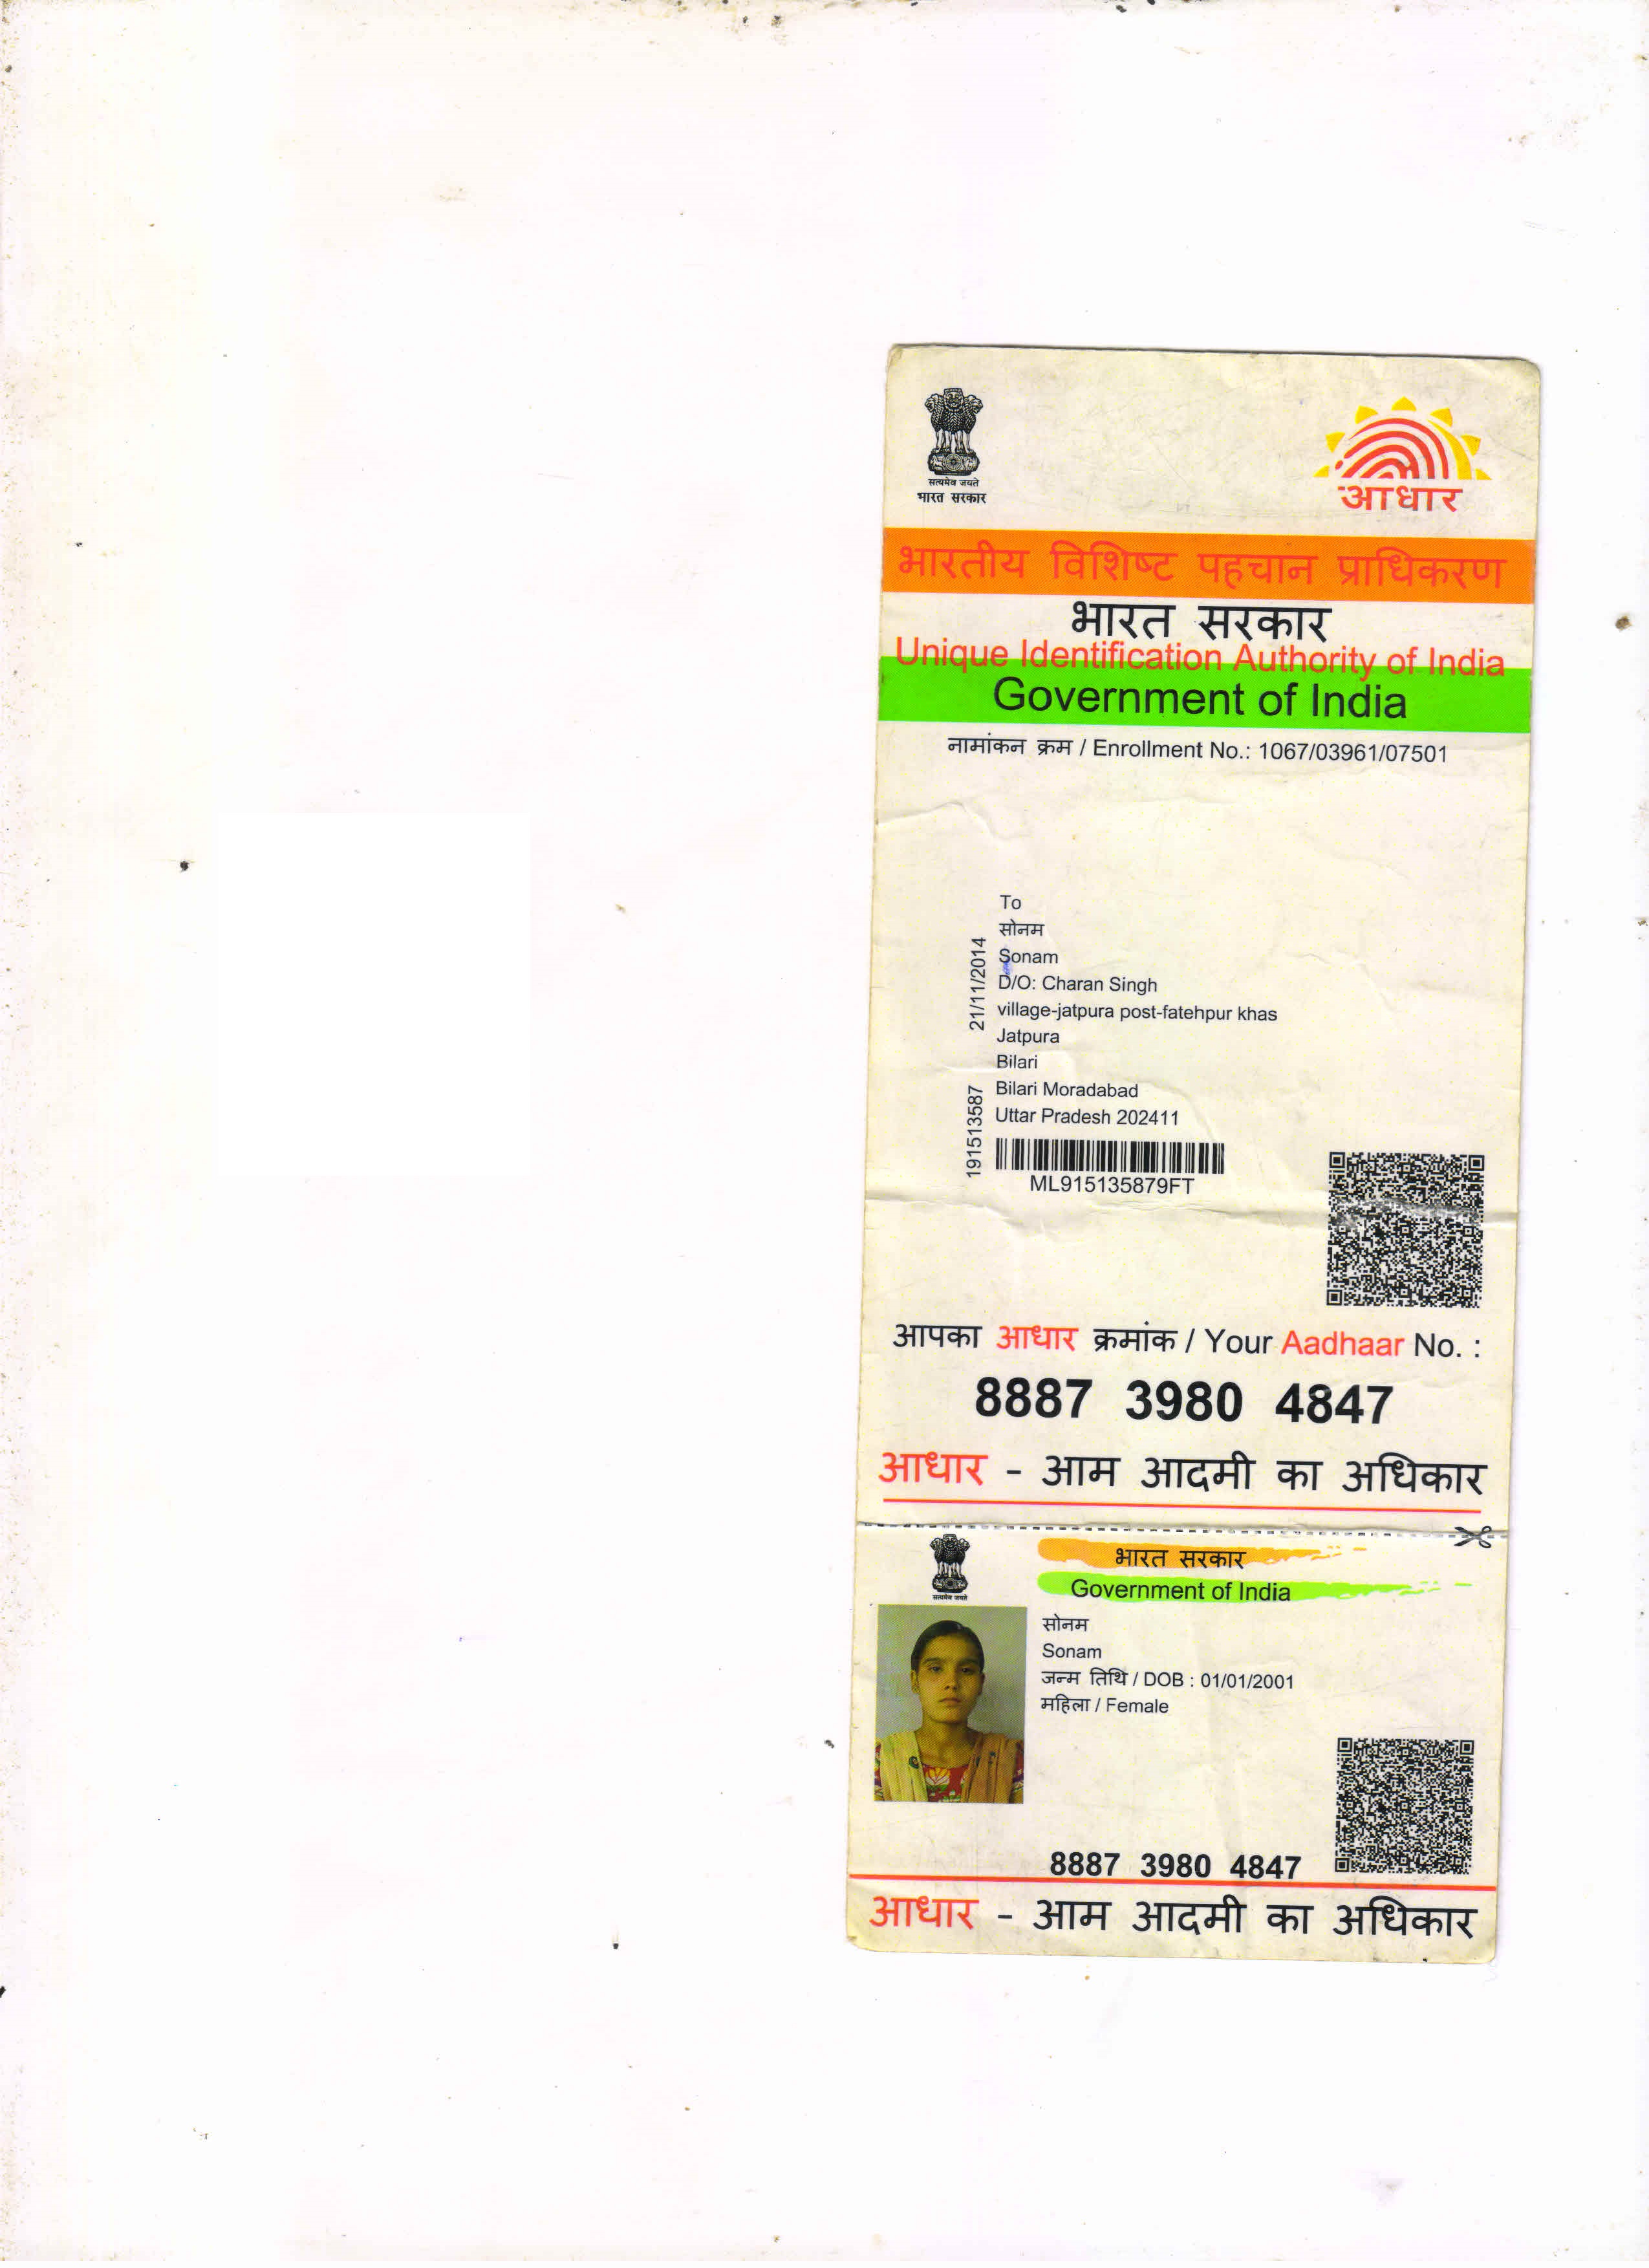 सत्यमेव जयते
भारत सरकार
आधार
भारतीय विशिष्ट पहचान प्राधिकरण
भारत सरकार
Unique Identification Authority of India
Government of India
नामांकन क्रम / Enrollment No.: 1067/03961/07501
To
सोनम
Sonam
D/O: Charan Singh
village-jatpura post-fatehpur khas
Jatpura
Bilari
Bilari Moradabad
Uttar Pradesh 202411
21/11/2014
191513587
ML915135879FT
आपका आधार क्रमांक / Your Aadhaar No. :
8887 3980 4847
आधार - आम आदमी का अधिकार
सत्यमेव जयते
भारत सरकार
Government of India
सोनम
Sonam
जन्म तिथि / DOB : 01/01/2001
महिला / Female
8887 3980 4847
आधार - आम आदमी का अधिकार